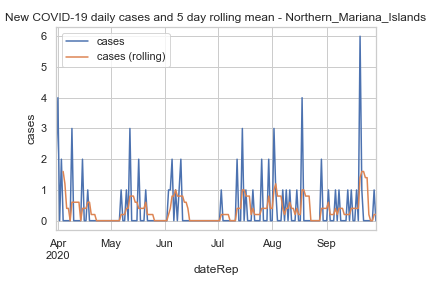 New COVID-19 daily cases and 5 day rolling mean - Northern_Mariana_Islands
cases
cases (rolling)
6
5
4
3
2
1
0
cases
Apr
2020
May
Jun
Jul
Aug
Sep
dateRep